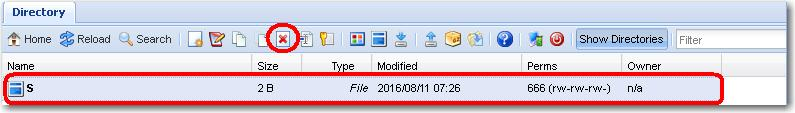 Directory
Home Reload Search Show Directories Filter
Name Size Type Modified Perms Owner
S 2 B File 2016/08/11 07:26 666 (rw-rw-rw-) n/a